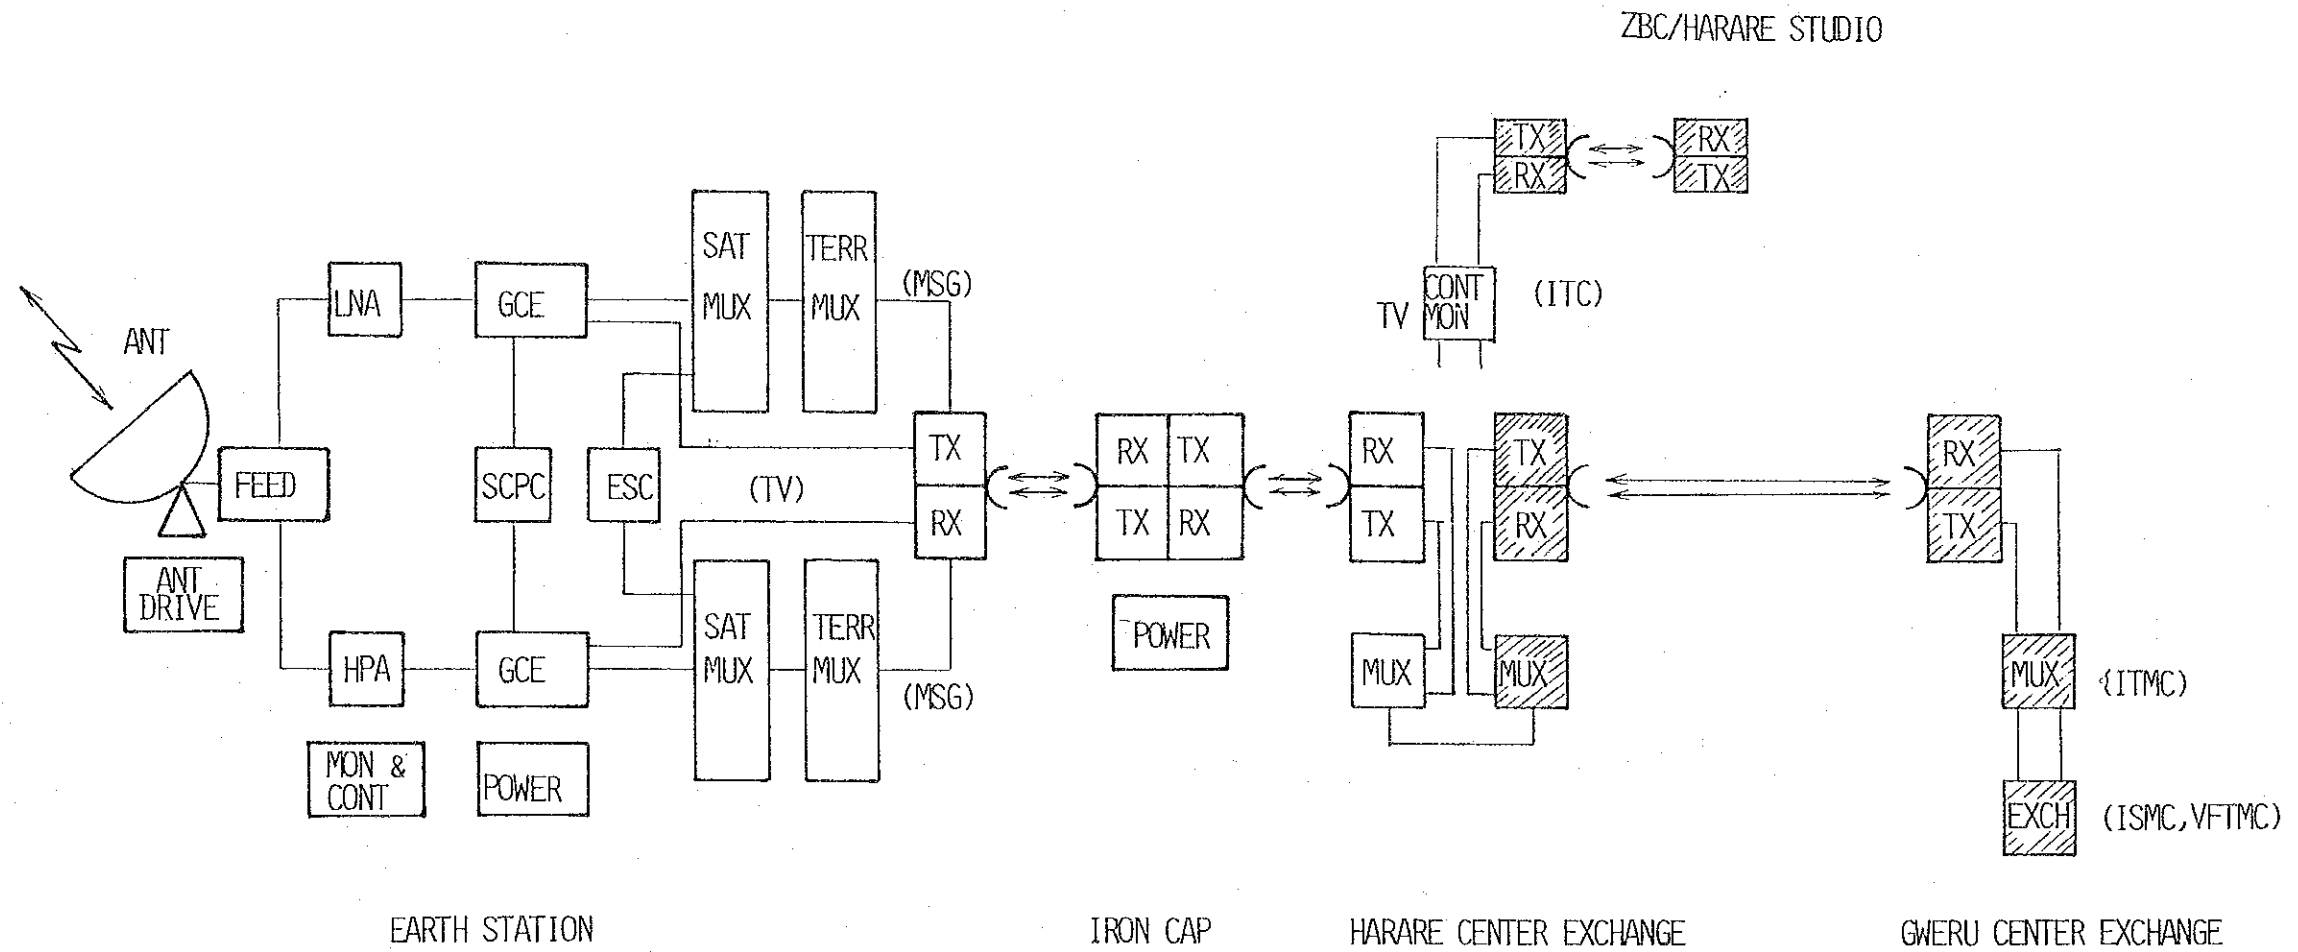 ZBC/HARARE STUDIO
TX
RX
RX
TX
SAT
MUX
TERR
MUX
(MSG)
LNA
GCE
CONT
MON
TV
(ITC)
ANT
TX
RX
TX
RX
TX
RX
FEED
SCPC
ESC
(TV)
RX
TX
RX
TX
RX
RX
TX
ANT
DRIVE
POWER
HPA
GCE
SAT
MUX
TERR
MUX
(MSG)
MUX
MUX
MUX
(ITMC)
MON &
CONT
POWER
EXCH
(ISMC,VFTMC)
EARTH STATION
IRON CAP
HARARE CENTER EXCHANGE
GWERU CENTER EXCHANGE